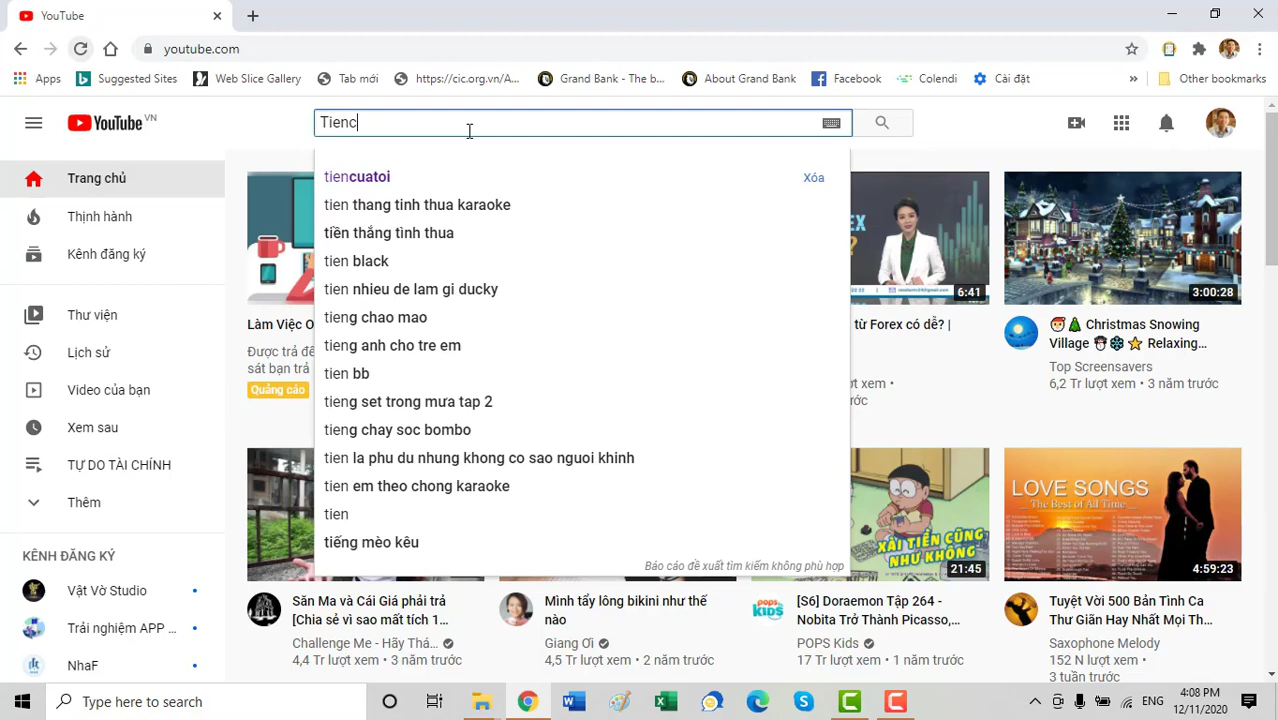 YouTube
youtube.com
Apps
Suggested Sites
Web Slice Gallery
Tab mới
https://cic.org.vn/A...
Grand Bank - The b...
About Grand Bank
Facebook
Colendi
Cài đặt
Other bookmarks
YouTube VN
Tienc
Trang chủ
Thịnh hành
Kênh đăng ký
Thư viện
Lịch sử
Video của bạn
Xem sau
TỰ DO TÀI CHÍNH
Thêm
KÊNH ĐĂNG KÝ
Vật Vờ Studio
Trải nghiệm APP ...
NhaF
tiencuatoi
Xóa
tien thang tinh thua karaoke
tiền thắng tình thua
tien black
tien nhieu de lam gi ducky
tieng chao mao
tieng anh cho tre em
tien bb
tieng set trong mưa tap 2
tieng chay soc bombo
tien la phu du nhung khong co sao nguoi khinh
tien em theo chong karaoke
tien
tiếng mèo kêu
Báo cáo đề xuất tìm kiếm không phù hợp
Làm Việc O
Được trả đ
sát bạn trả
Quảng cáo
EX
?
6:41
từ Forex có dễ? |
xem •
ước
3:00:28
Christmas Snowing
Village
Relaxing...
Top Screensavers
6,2 Tr lượt xem • 3 năm trước
Săn Ma và Cái Giá phải trả
[Chia sẻ vì sao mất tích 1...
Challenge Me - Hãy Thá...
4,4 Tr lượt xem • 3 năm trước
Mình tẩy lông bikini như thế
nào
Giang Ơi
4,5 Tr lượt xem • 2 năm trước
XÀI TIỀN CŨNG
NHƯ KHÔNG
21:45
POPS
KIDS
[S6] Doraemon Tập 264 -
Nobita Trở Thành Picasso,...
POPS Kids
17 Tr lượt xem • 1 năm trước
LOVE SONGS
The Best of All Time
4:59:23
Tuyệt Vời 500 Bản Tình Ca
Thư Giãn Hay Nhất Mọi Th...
Saxophone Melody
152 N lượt xem •
3 tuần trước
Type here to search
ENG
4:08 PM
12/11/2020